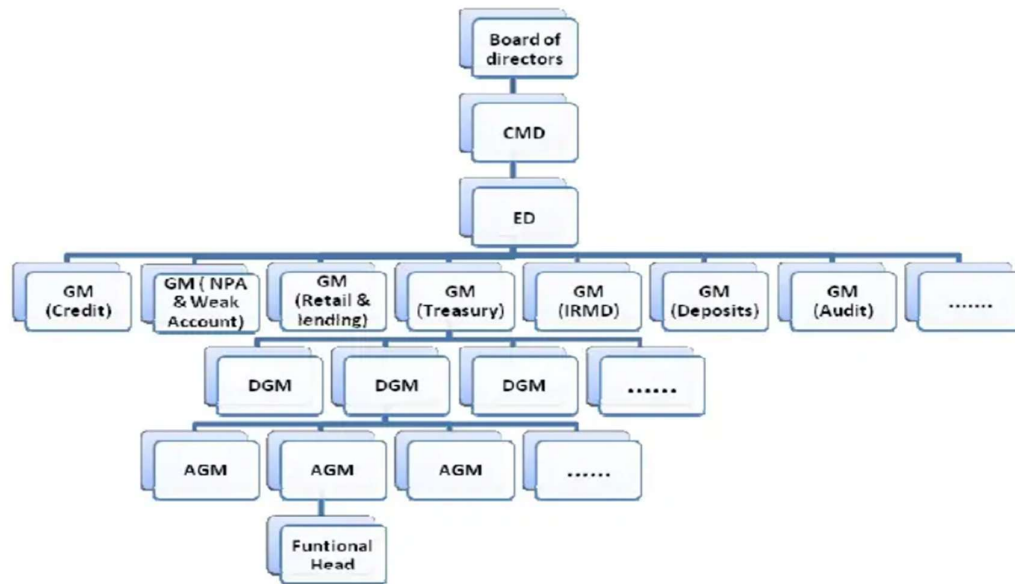 Board of
directors
CMD
ED
GM
(Credit)
GM ( NPA
& Weak
Account)
GM
(Retail &
lending)
GM
(Treasury)
GM
(IRMD)
GM
(Deposits)
GM
(Audit)
.......
DGM
DGM
DGM
......
AGM
AGM
AGM
......
Funtional
Head